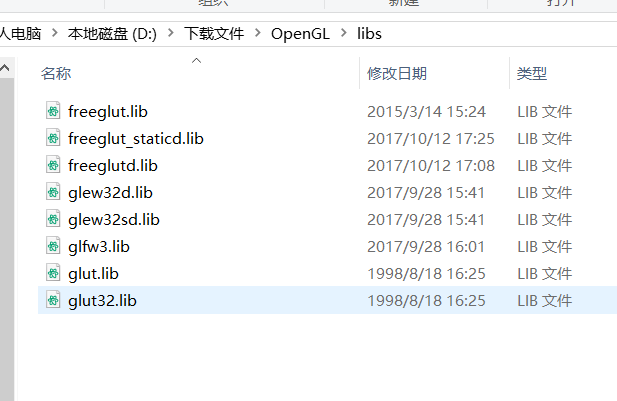 组织
新建
打开
人电脑 > 本地磁盘 (D:) > 下载文件 > OpenGL > libs
名称 修改日期 类型
freeglut.lib 2015/3/14 15:24 LIB 文件
freeglut_staticd.lib 2017/10/12 17:25 LIB 文件
freeglutd.lib 2017/10/12 17:08 LIB 文件
glew32d.lib 2017/9/28 15:41 LIB 文件
glew32sd.lib 2017/9/28 15:41 LIB 文件
glfw3.lib 2017/9/28 16:01 LIB 文件
glut.lib 1998/8/18 16:25 LIB 文件
glut32.lib 1998/8/18 16:25 LIB 文件